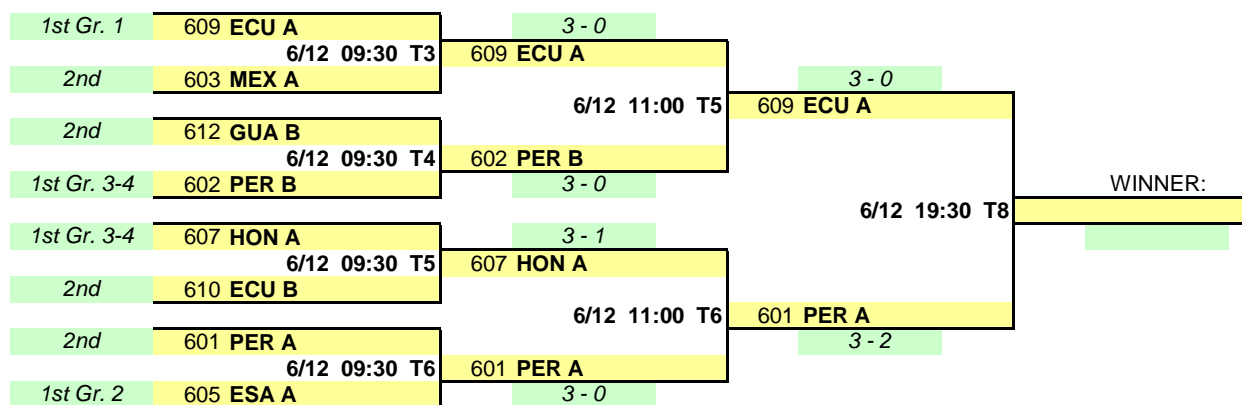 1st Gr. 1 609 ECU A 3 - 0
6/12 09:30 T3 609 ECU A
2nd 603 MEX A 3 - 0
6/12 11:00 T5 609 ECU A
2nd 612 GUA B
6/12 09:30 T4 602 PER B
1st Gr. 3-4 602 PER B 3 - 0 WINNER:
6/12 19:30 T8
1st Gr. 3-4 607 HON A 3 - 1
6/12 09:30 T5 607 HON A
2nd 610 ECU B
6/12 11:00 T6 601 PER A
2nd 601 PER A 3 - 2
6/12 09:30 T6 601 PER A
1st Gr. 2 605 ESA A 3 - 0